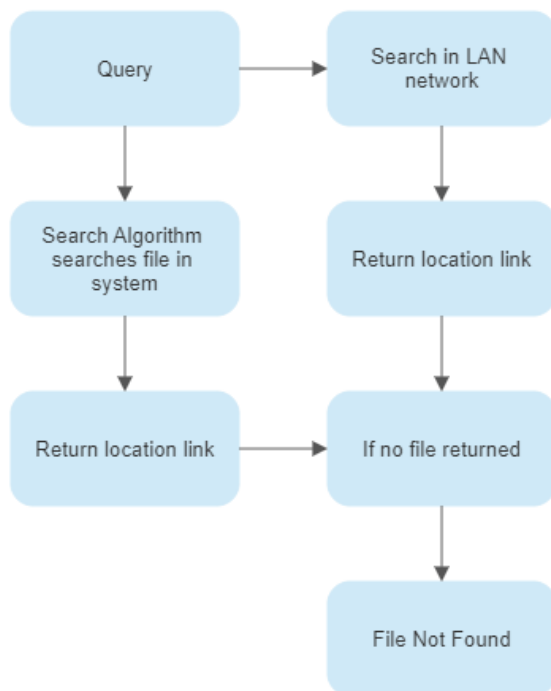 Query
Search in LAN
network
Search Algorithm
searches file in
system
Return location link
Return location link
If no file returned
File Not Found